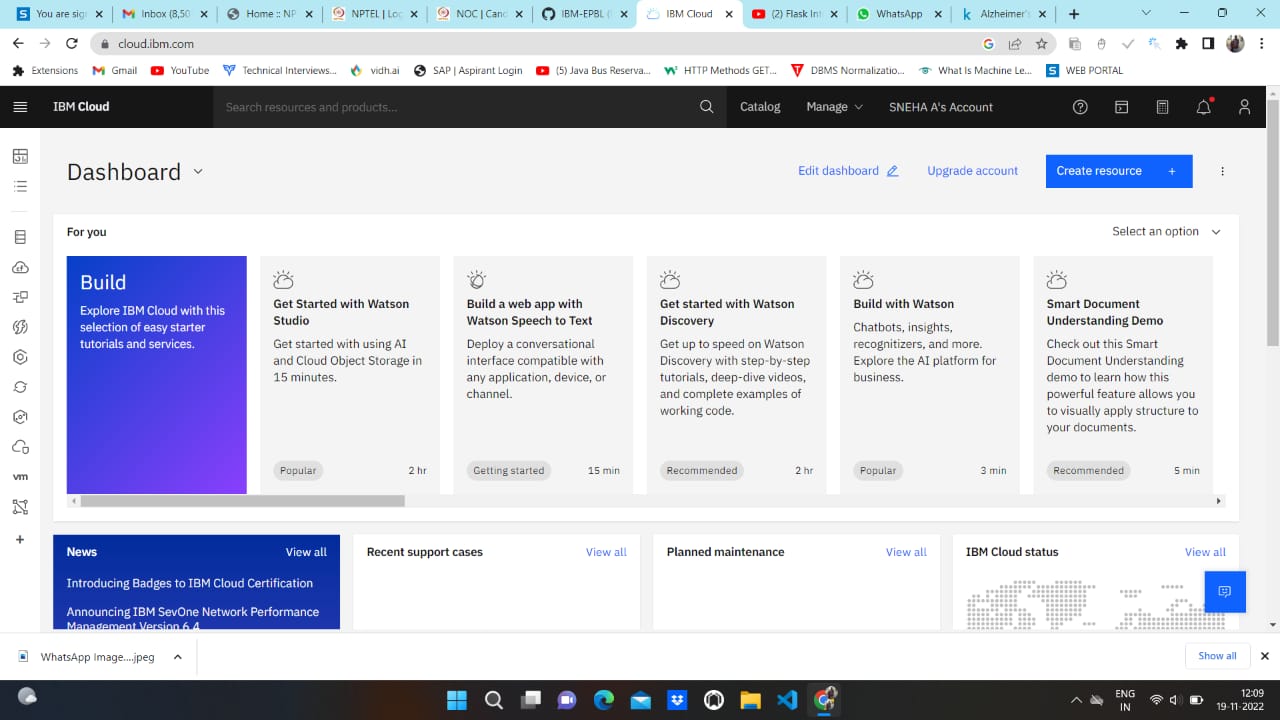 You are sign
Inbox (8,50
Home :: NP
NPTEL | Log
NOC | Cand
IBM-EPBL (I
IBM Cloud
(2) Flask Int
WhatsApp
Alzheimer's
cloud.ibm.com
Extensions
Gmail
YouTube
Technical Interviews...
vidh.ai
SAP | Aspirant Login
(5) Java Bus Reserva...
HTTP Methods GET...
DBMS Normalizatio...
What Is Machine Le...
WEB PORTAL
IBM Cloud
Search resources and products...
Catalog
Manage
SNEHA A's Account
Dashboard
Edit dashboard
Upgrade account
Create resource +
For you
Select an option
Build
Explore IBM Cloud with this
selection of easy starter
tutorials and services.
Get Started with Watson
Studio
Get started with using AI
and Cloud Object Storage in
15 minutes.
Popular
2 hr
Build a web app with
Watson Speech to Text
Deploy a conversational
interface compatible with
any application, device, or
channel.
Getting started
15 min
Get started with Watson
Discovery
Get up to speed on Watson
Discovery with step-by-step
tutorials, deep-dive videos,
and complete examples of
working code.
Recommended
2 hr
Build with Watson
Chatbots, insights,
recognitizers, and more.
Explore the AI platform for
business.
Popular
3 min
Smart Document
Understanding Demo
Check out this Smart
Document Understanding
demo to learn how this
powerful feature allows you
to visually apply structure to
your documents.
Recommended
5 min
vm
News
View all
Introducing Badges to IBM Cloud Certification
Announcing IBM SevOne Network Performance
Management Version 6.4
Recent support cases
View all
Planned maintenance
View all
IBM Cloud status
View all
WhatsApp Image....jpeg
Show all
ENG
IN
12:09
19-11-2022